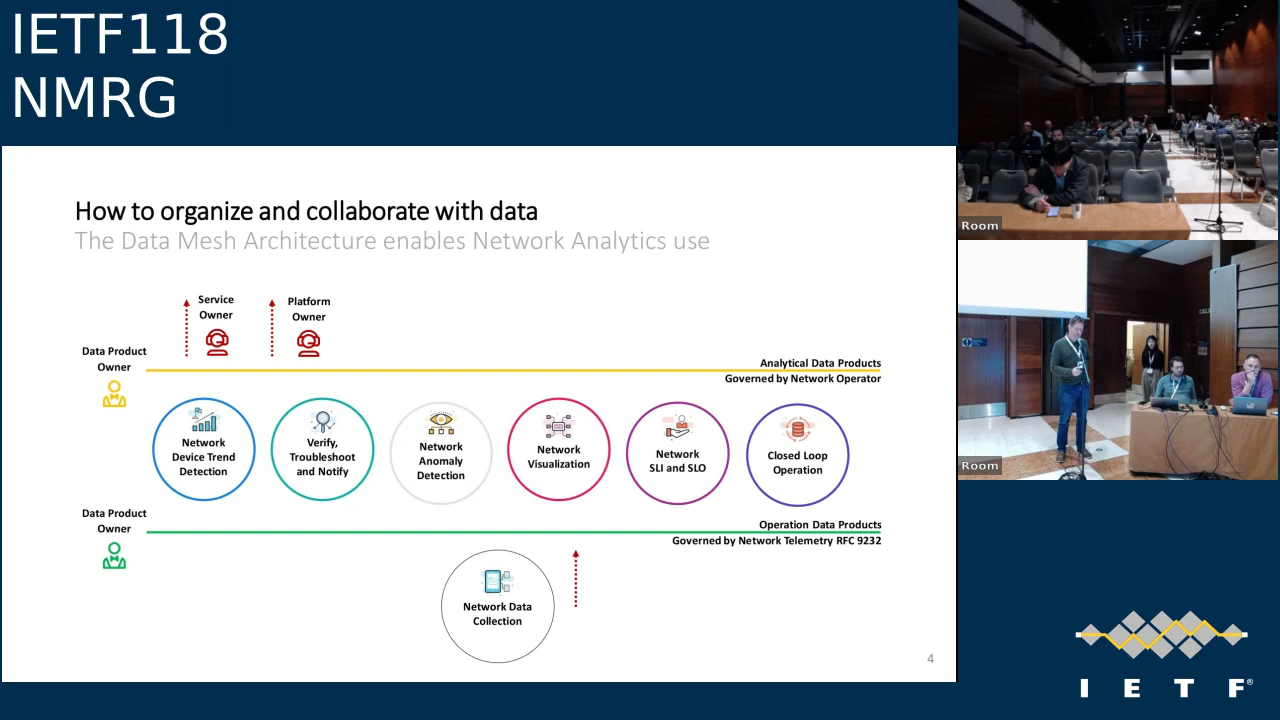 IETF118
NMRG
How to organize and collaborate with data
The Data Mesh Architecture enables Network Analytics use
Service
Owner
Platform
Owner
Data Product
Owner
Analytical Data Products
Governed by Network Operator
Network
Device Trend
Detection
Verify,
Troubleshoot
and Notify
Network
Anomaly
Detection
Network
Visualization
Network
SLI and SLO
Closed Loop
Operation
Data Product
Owner
Operation Data Products
Governed by Network Telemetry RFC 9232
Network Data
Collection
4
Room
Room
I E T F®